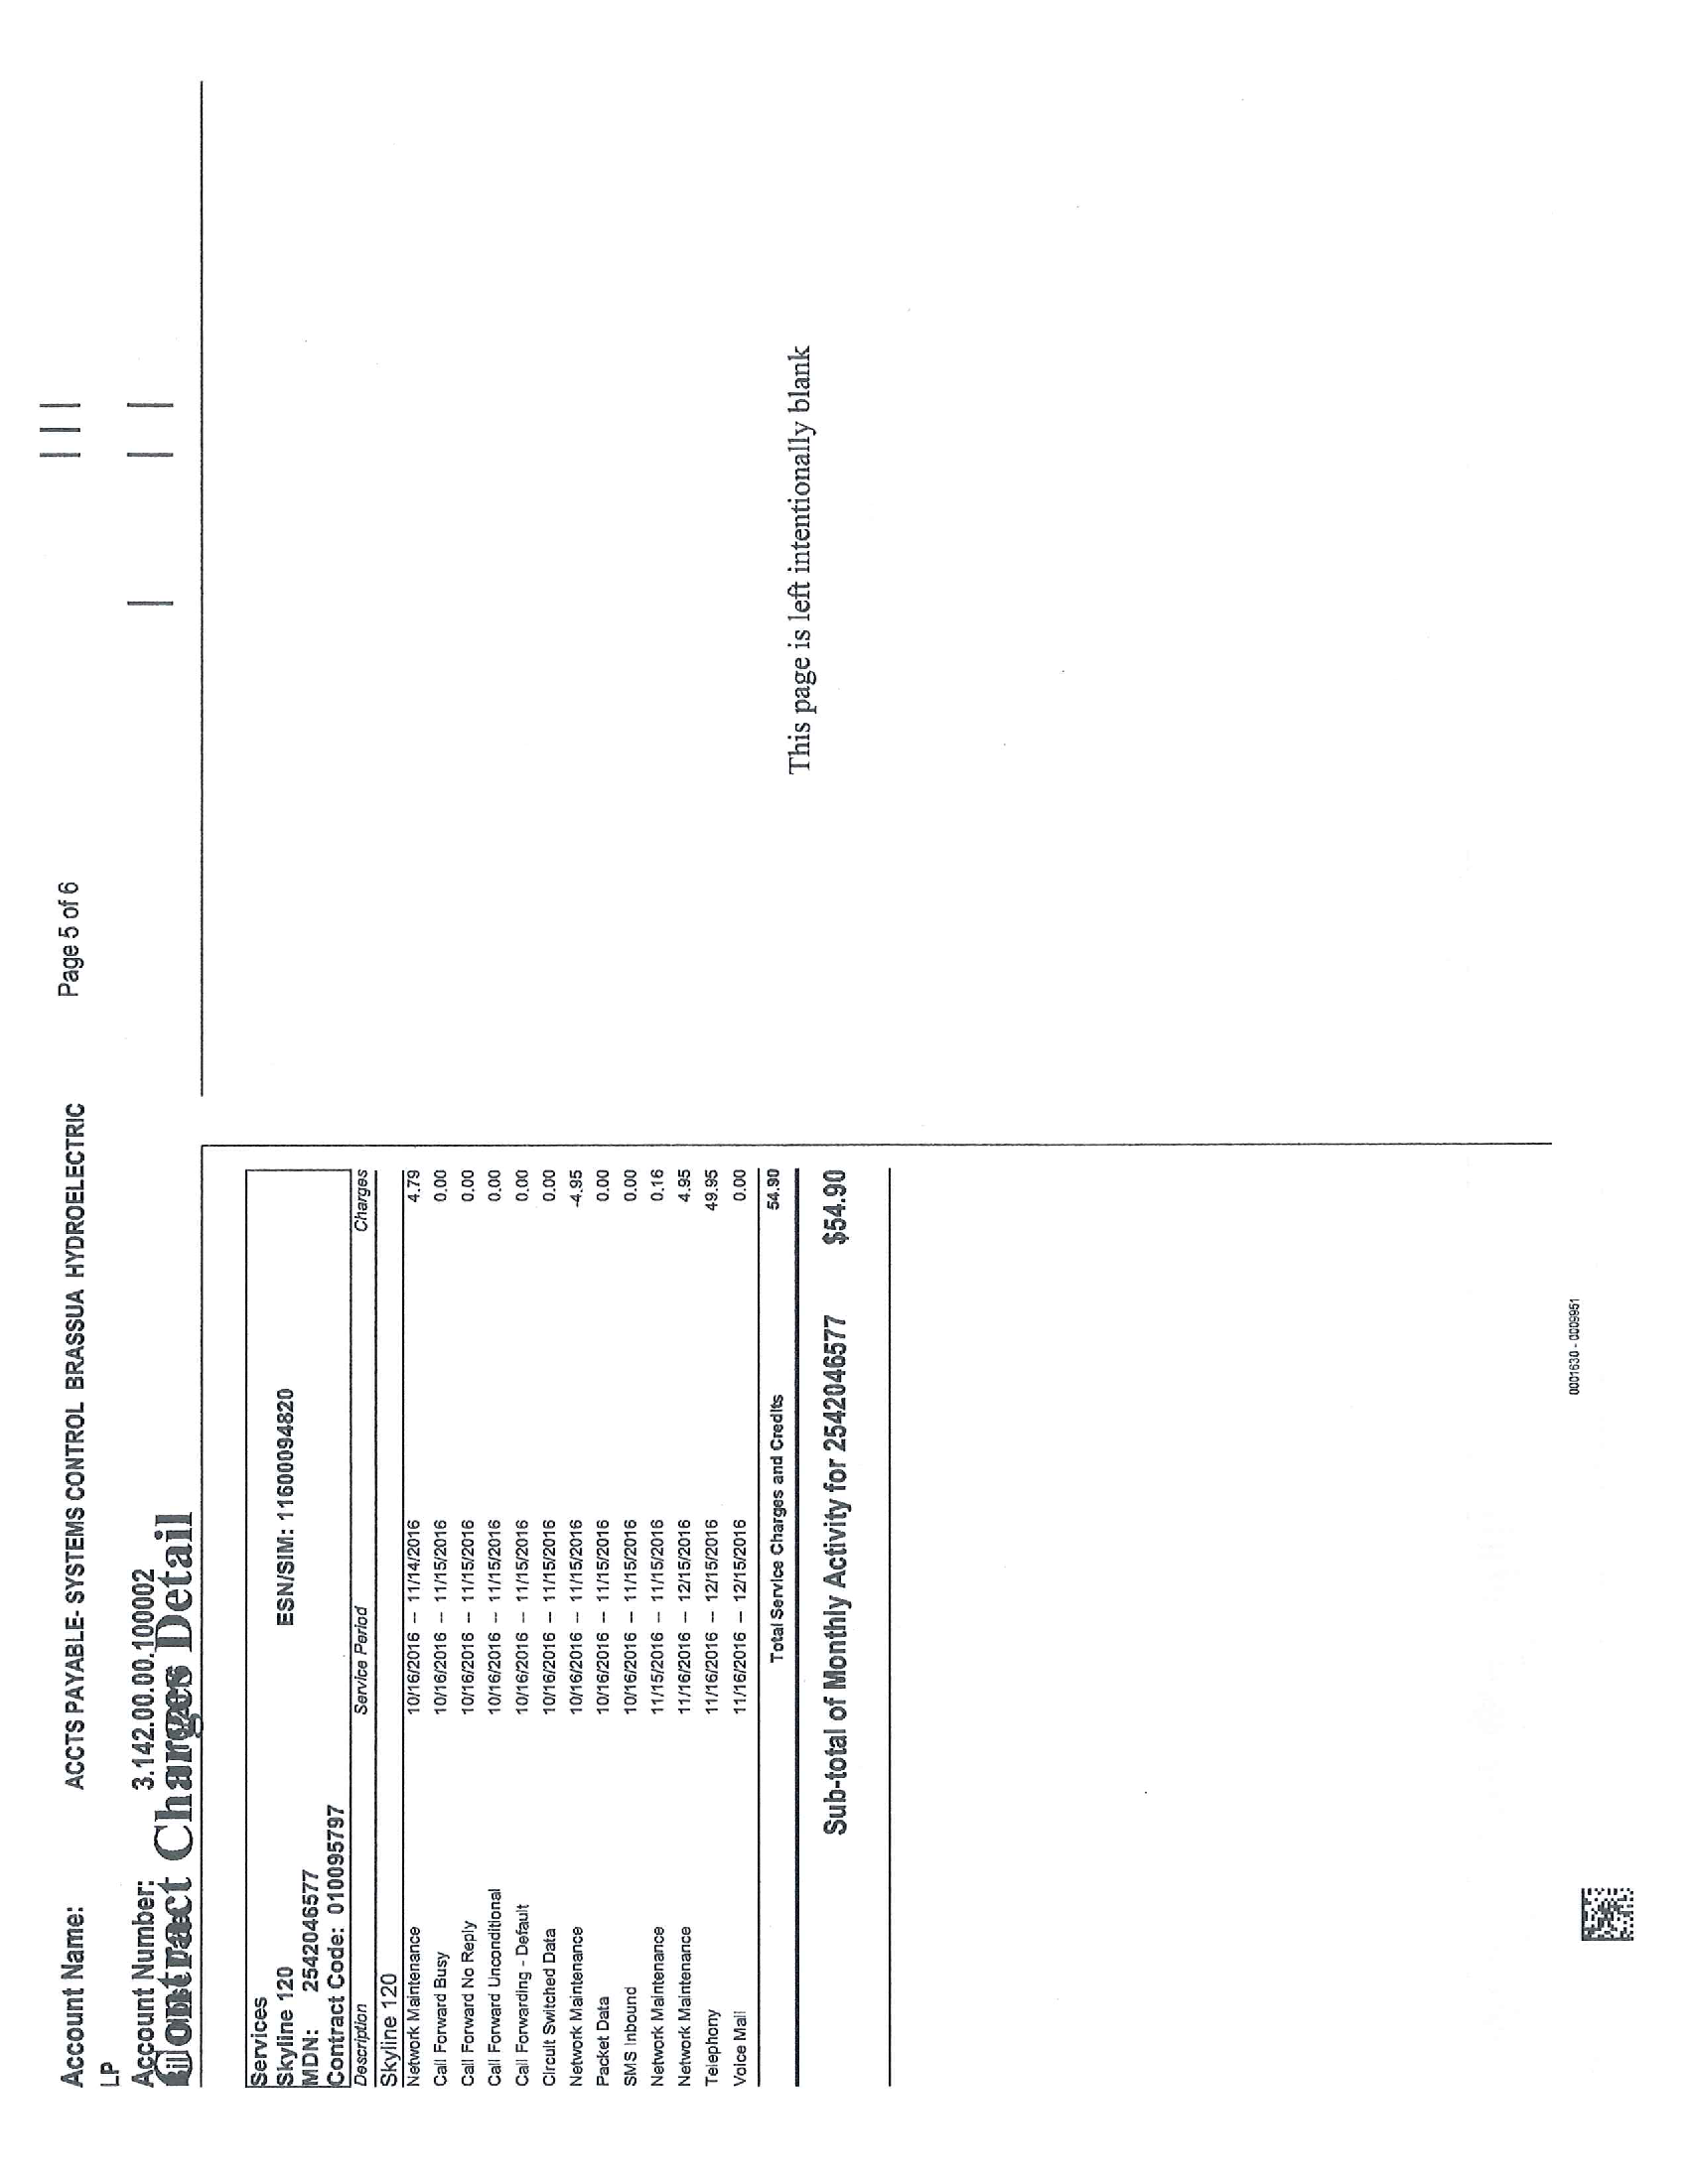 Account Name: ACCTS PAYABLE- SYSTEMS CONTROL BRASSUA HYDROELECTRIC Page 5 of 6
LP
Account Number: 3.142.00.00.100002
Contract Charges Detail
Services
Skyline 120 ESN/SIM: 11600094820
MDN: 2542046577
Contract Code: 010095797
Description Service Period Charges
Skyline 120
Network Maintenance 10/16/2016 -- 11/14/2016 4.79
Call Forward Busy 10/16/2016 -- 11/15/2016 0.00
Call Forward No Reply 10/16/2016 -- 11/15/2016 0.00
Call Forward Unconditional 10/16/2016 -- 11/15/2016 0.00
Call Forwarding - Default 10/16/2016 -- 11/15/2016 0.00
Circuit Switched Data 10/16/2016 -- 11/15/2016 0.00
Network Maintenance 10/16/2016 -- 11/15/2016 -4.95
Packet Data 10/16/2016 -- 11/15/2016 0.00
SMS Inbound 10/16/2016 -- 11/15/2016 0.00
Network Maintenance 11/15/2016 -- 11/15/2016 0.16
Network Maintenance 11/16/2016 -- 12/15/2016 4.95
Telephony 11/16/2016 -- 12/15/2016 49.95
Voice Mail 11/16/2016 -- 12/15/2016 0.00
Total Service Charges and Credits 54.90
Sub-total of Monthly Activity for 2542046577 $54.90
This page is left intentionally blank
0001630 - 0009951